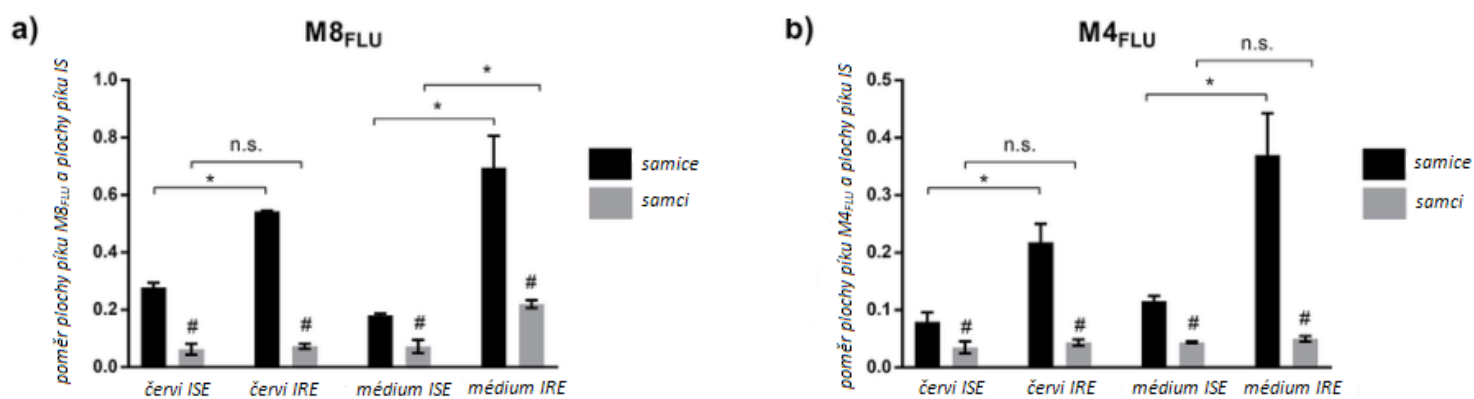 a)
M8FLU
poměr plochy píku M8FLU a plochy píku IS
1.0
0.8
0.6
0.4
0.2
0.0
*
n.s.
*
*
#
#
#
#
červi ISE
červi IRE
médium ISE
médium IRE
samice
samci
b)
M4FLU
poměr plochy píku M4FLU a plochy píku IS
0.5
0.4
0.3
0.2
0.1
0.0
*
n.s.
*
n.s.
#
#
#
#
červi ISE
červi IRE
médium ISE
médium IRE
samice
samci